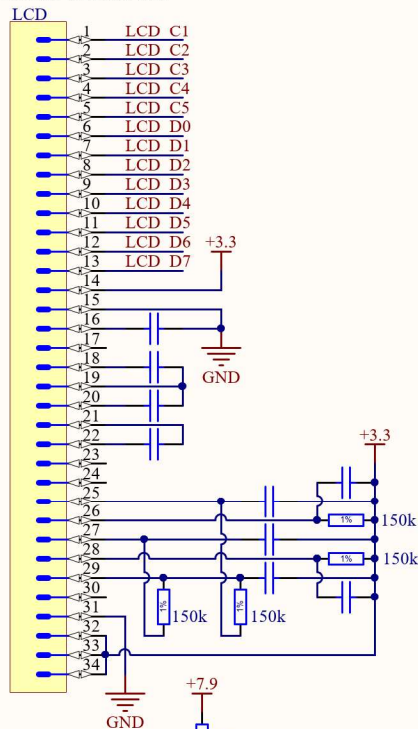 LCD
1 LCD C1
2 LCD C2
3 LCD C3
4 LCD C4
5 LCD C5
6 LCD D0
7 LCD D1
8 LCD D2
9 LCD D3
10 LCD D4
11 LCD D5
12 LCD D6
+3.3
13 LCD D7
14
15
16
17
18
GND
19
20
21
22
+3.3
23
24
25
26
1% 150k
27
28
1% 150k
29
30
1% 150k
1% 150k
31
32
33
34
+7.9
GND